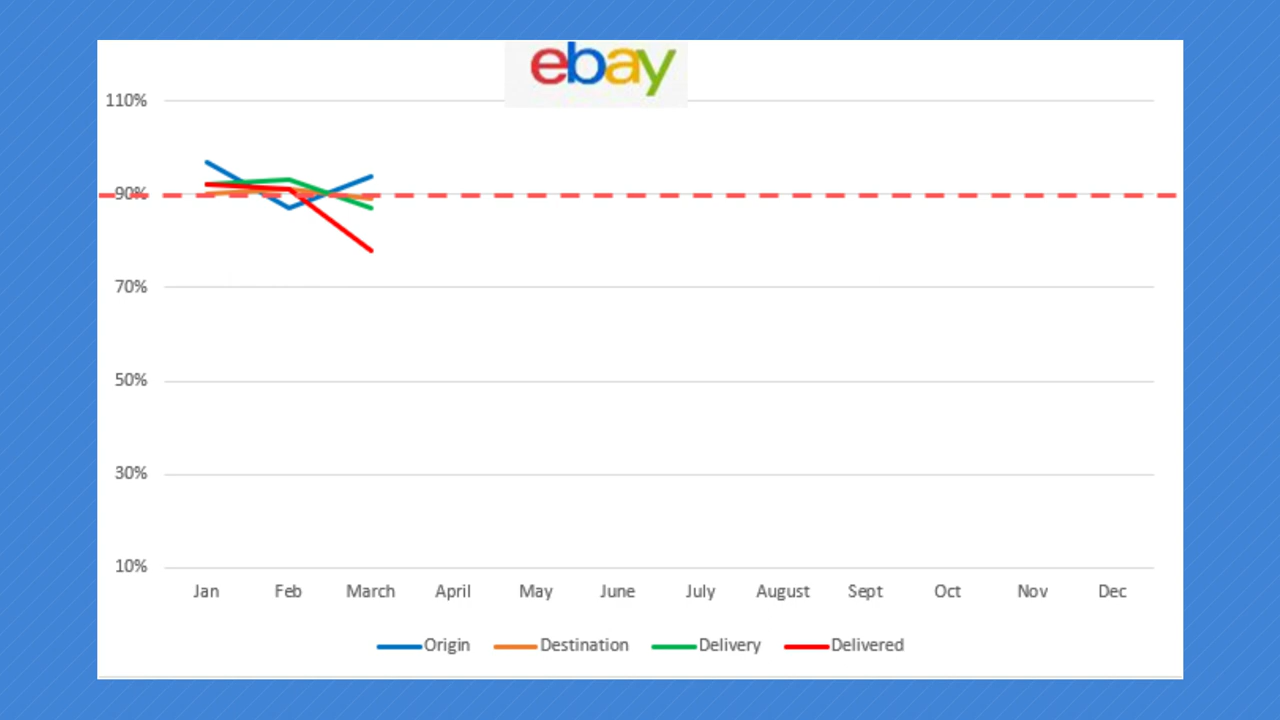 ebay
110%
90%
70%
50%
30%
10%
Jan Feb March April May June July August Sept Oct Nov Dec
Origin Destination Delivery Delivered